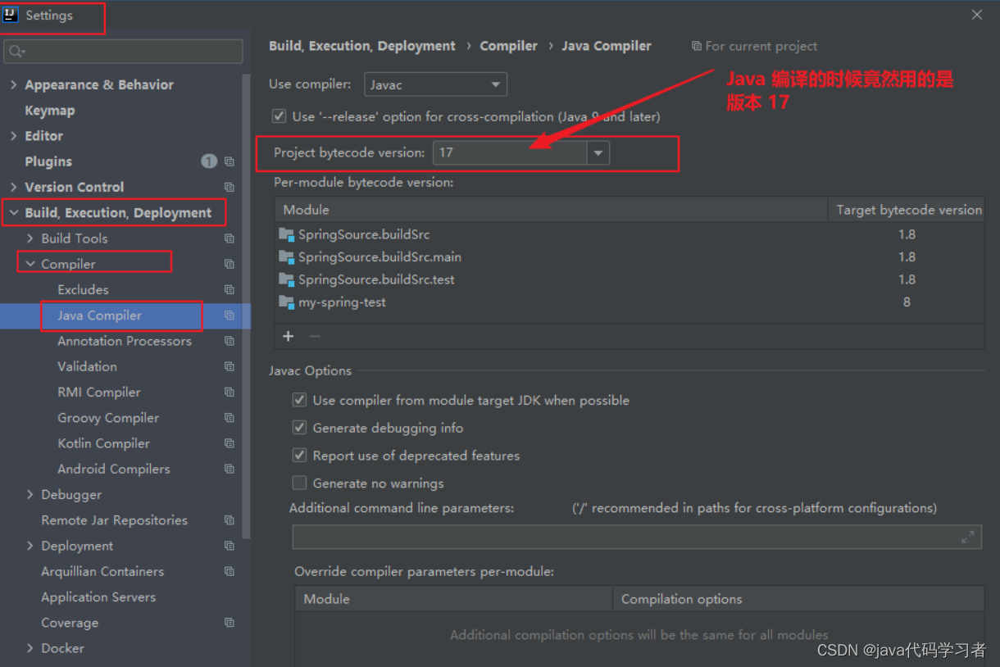 IJ
Settings
Appearance & Behavior
Keymap
Editor
Plugins
1
Version Control
Build, Execution, Deployment
Build Tools
Compiler
Excludes
Java Compiler
Annotation Processors
Validation
RMI Compiler
Groovy Compiler
Kotlin Compiler
Android Compilers
Debugger
Remote Jar Repositories
Deployment
Arquillian Containers
Application Servers
Coverage
Docker
Build, Execution, Deployment › Compiler › Java Compiler
For current project
Java 编译的时候竟然用的是
版本 17
Use compiler: Javac
Use '--release' option for cross-compilation (Java 9 and later)
Project bytecode version: 17
Per-module bytecode version:
Module Target bytecode version
SpringSource.buildSrc 1.8
SpringSource.buildSrc.main 1.8
SpringSource.buildSrc.test 1.8
my-spring-test 8
Javac Options
Use compiler from module target JDK when possible
Generate debugging info
Report use of deprecated features
Generate no warnings
Additional command line parameters: ('/' recommended in paths for cross-platform configurations)
Override compiler parameters per-module:
Module Compilation options
Additional compilation options will be the same for all modules
CSDN @java代码学习者